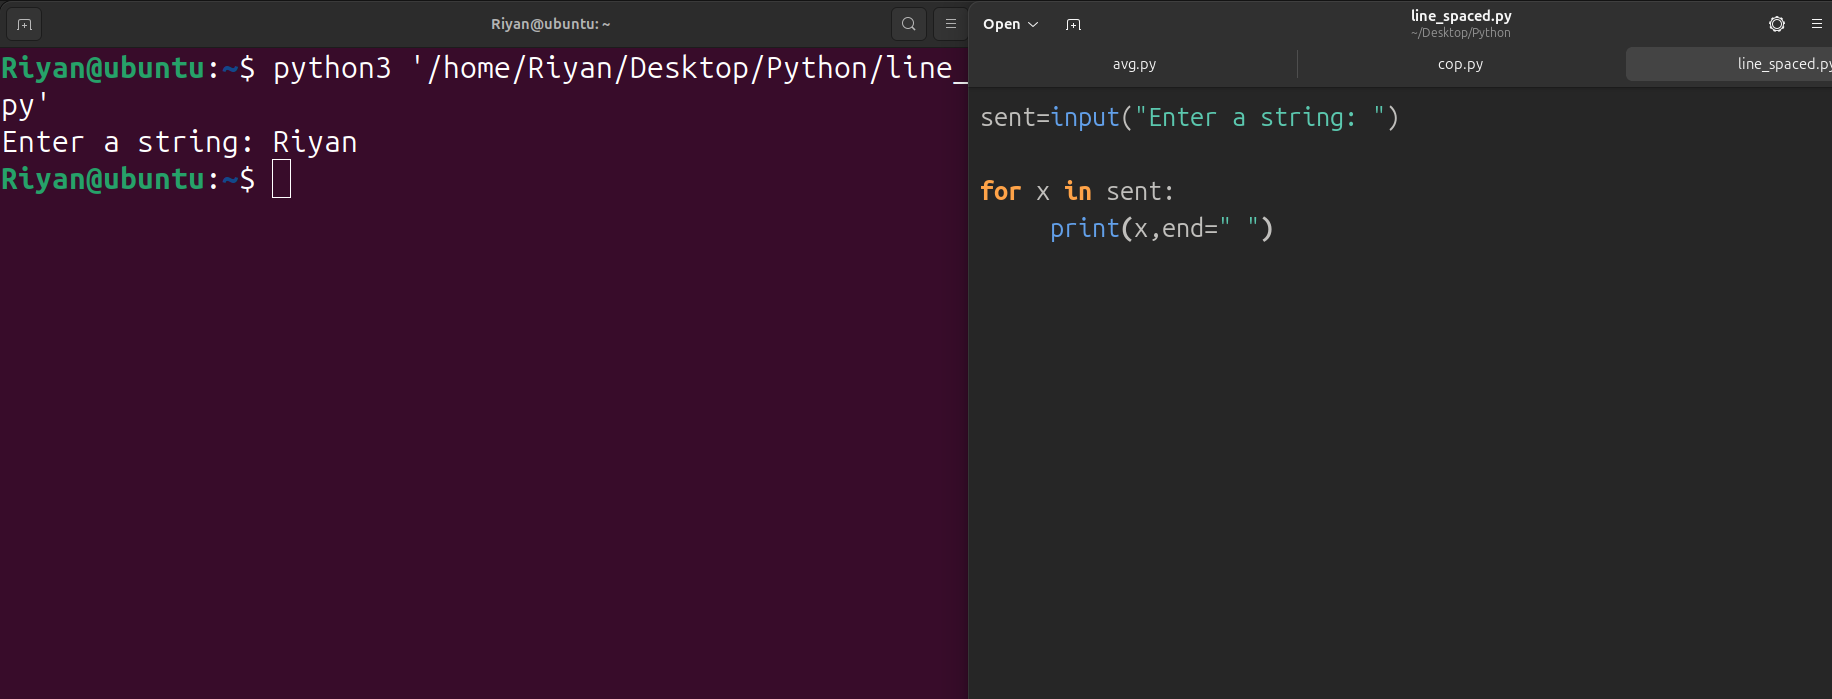 Riyan@ubuntu: ~
Riyan@ubuntu:~$ python3 '/home/Riyan/Desktop/Python/line_
py'
Enter a string: Riyan
Riyan@ubuntu:~$
Open
line_spaced.py
~/Desktop/Python
avg.py
cop.py
line_spaced.py
sent=input("Enter a string: ")
for x in sent:
     print(x,end=" ")